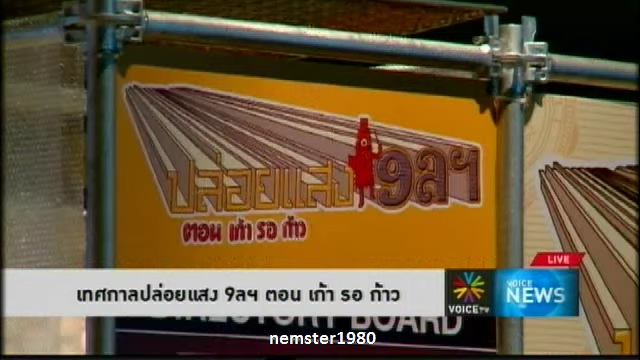 ปล่อยแสง 9ลฯ
ตอน เก้า รอ ก้าว
LIVE
เทศกาลปล่อยแสง 9ลฯ ตอน เก้า รอ ก้าว
VOICE TV
VOICE
NEWS
DIRECTORY BOARD
nemster1980